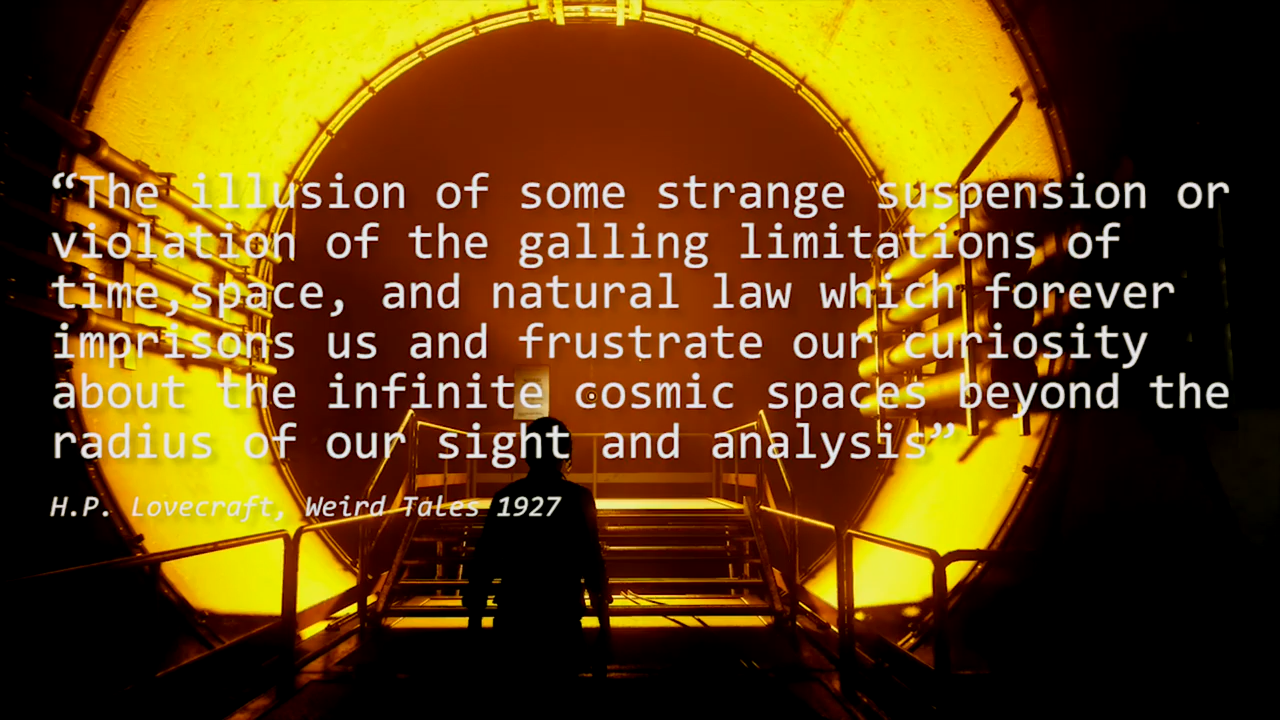 “The illusion of some strange suspension or
violation of the galling limitations of
time,space, and natural law which forever
imprisons us and frustrate our curiosity
about the infinite cosmic spaces beyond the
radius of our sight and analysis”
H.P. Lovecraft, Weird Tales 1927